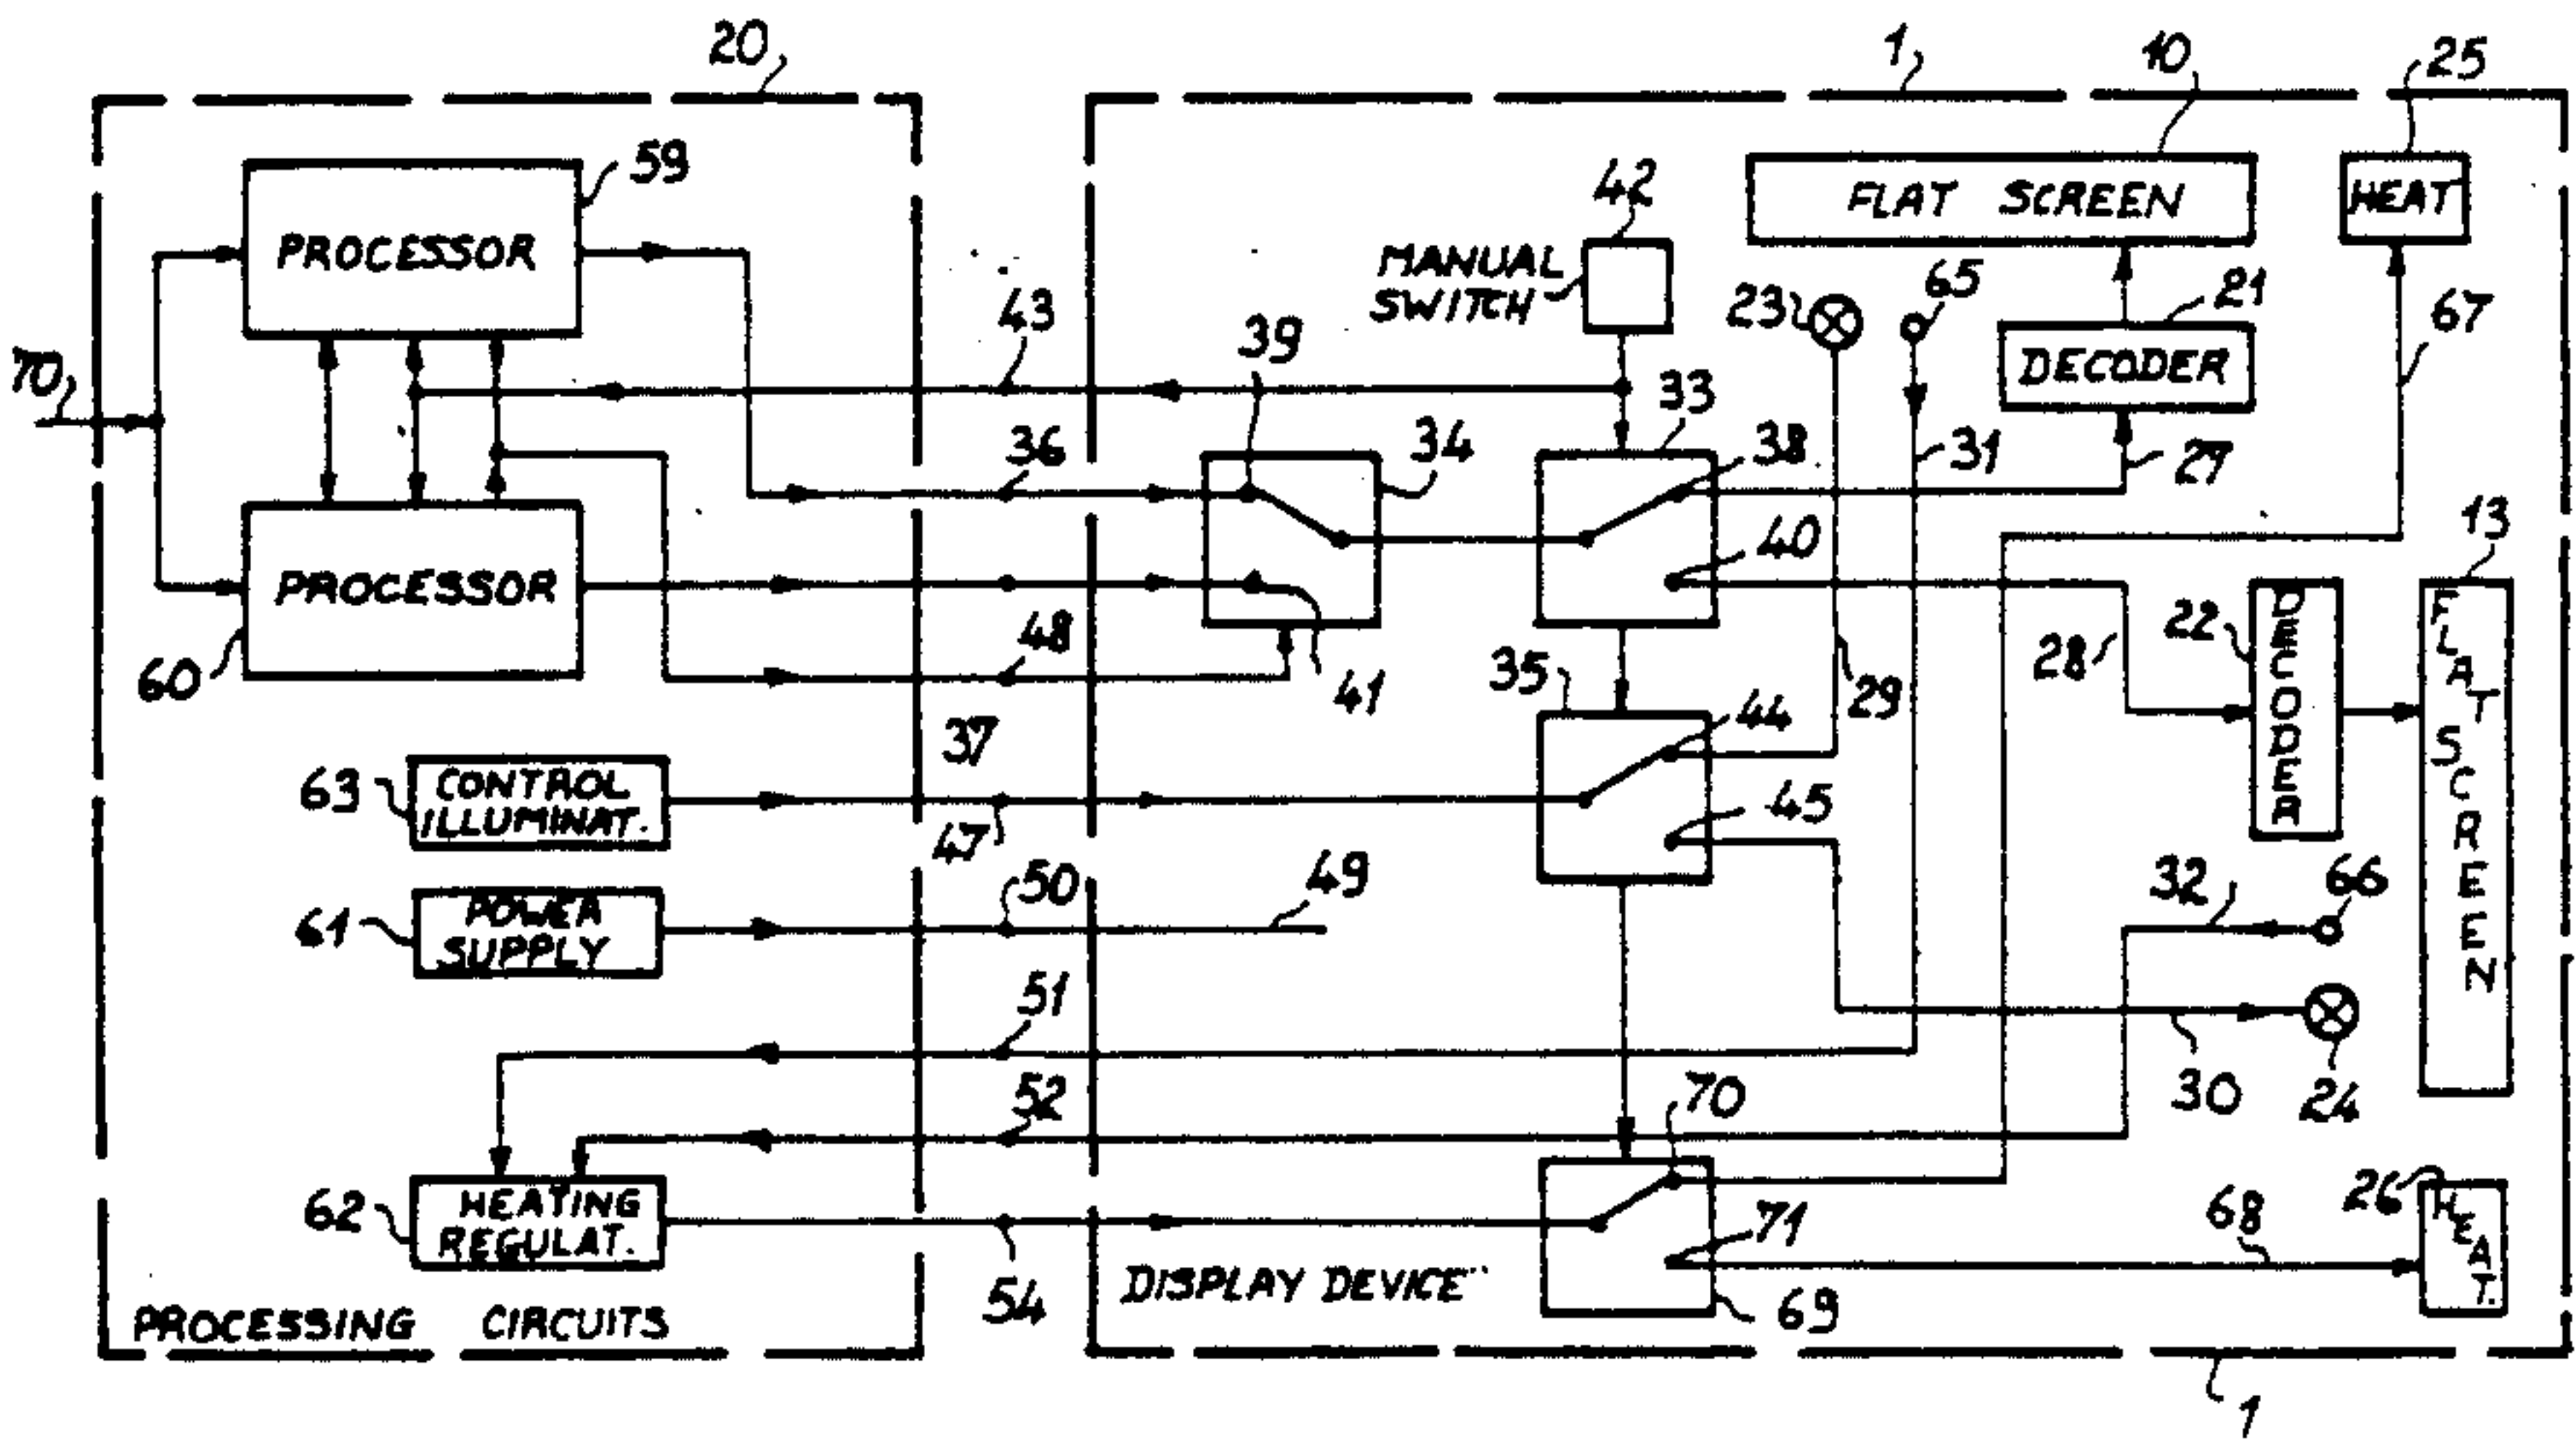 20
1
10
25
59
PROCESSOR
42
FLAT SCREEN
HEAT
MANUAL
SWITCH
23
65
21
67
43
39
DECODER
70
33
36
34
38
31
29
13
PROCESSOR
40
48
22
DECODER
FLAT SCREEN
60
41
35
28
37
44
29
63
CONTROL
ILLUMINAT.
47
45
50
49
32
66
61
POWER
SUPPLY
51
52
70
30
24
62
HEATING
REGULAT.
26
HEAT.
71
68
54
DISPLAY DEVICE
69
PROCESSING CIRCUITS
1